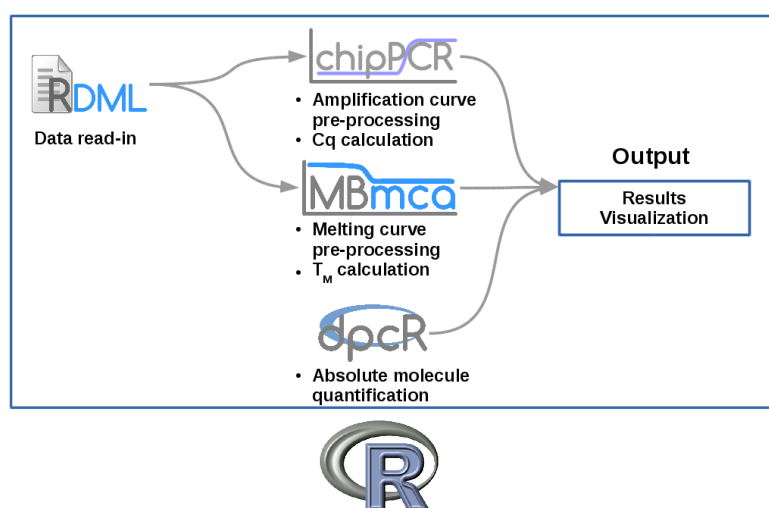 RDML
Data read-in
chipPCR
• Amplification curve
pre-processing
• Cq calculation
MBmca
• Melting curve
pre-processing
• TM calculation
dpcR
• Absolute molecule
quantification
Output
Results
Visualization
R